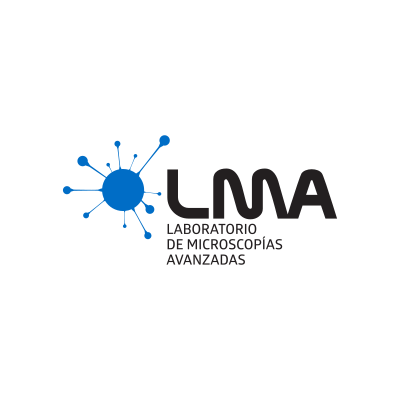 LMA
LABORATORIO
DE MICROSCOPÍAS
AVANZADAS